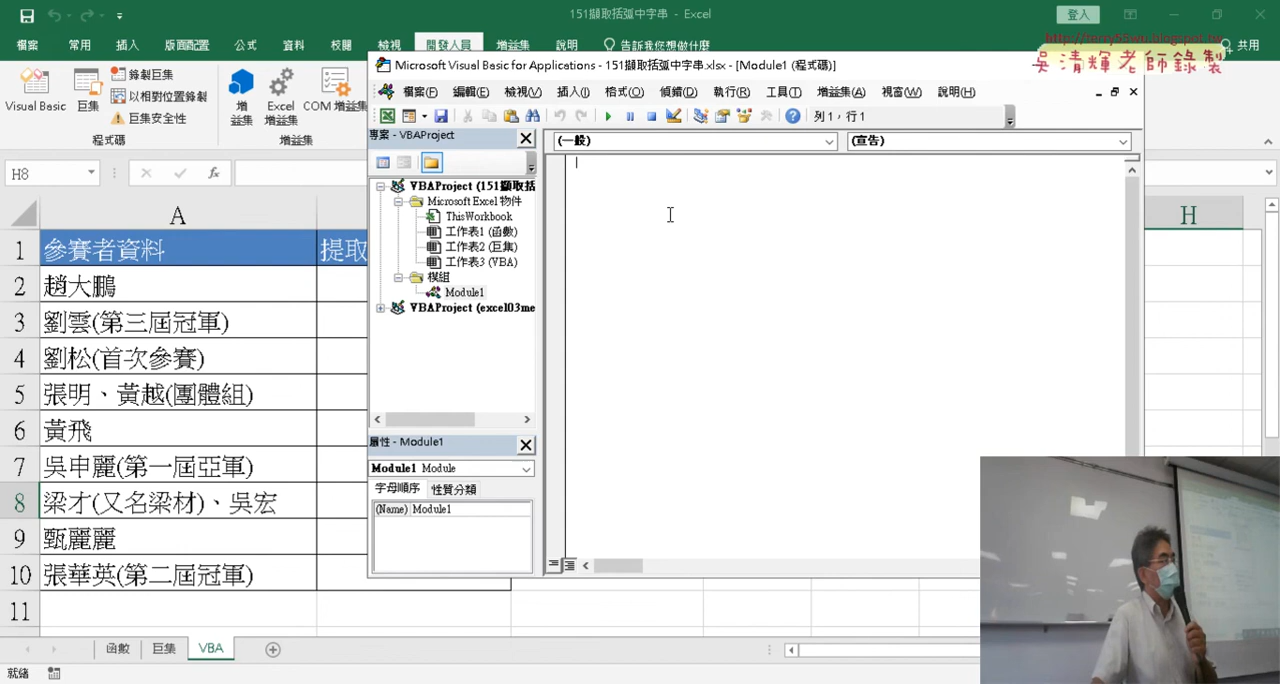 151擷取括弧中字串 - Excel
登入
http://terry55wu.blogspot.tw
吳清輝老師錄製
檔案 常用 插入 版面配置 公式 資料 校閱 檢視 開發人員 增益集 說明 告訴我您想做什麼 共用
Visual Basic
巨集
錄製巨集
以相對位置錄製
巨集安全性
程式碼
增益集
Excel 增益集
COM 增益集
增益集
H8
fx
A
H
1 參賽者資料 提取
2 趙大鵬
3 劉雲(第三屆冠軍)
4 劉松(首次參賽)
5 張明、黃越(團體組)
6 黃飛
7 吳申麗(第一屆亞軍)
8 梁才(又名梁材)、吳宏
9 甄麗麗
10 張華英(第二屆冠軍)
11
函數 巨集 VBA
就緒
Microsoft Visual Basic for Applications - 151擷取括弧中字串.xlsx - [Module1 (程式碼)]
檔案(F) 編輯(E) 檢視(V) 插入(I) 格式(O) 偵錯(D) 執行(R) 工具(T) 增益集(A) 視窗(W) 說明(H)
列 1，行 1
專案 - VBAProject
VBAProject (151擷取括
Microsoft Excel 物件
ThisWorkbook
工作表1 (函數)
工作表2 (巨集)
工作表3 (VBA)
模組
Module1
VBAProject (excel03me
屬性 - Module1
Module1 Module
字母順序 性質分類
(Name) Module1
(一般)
(宣告)